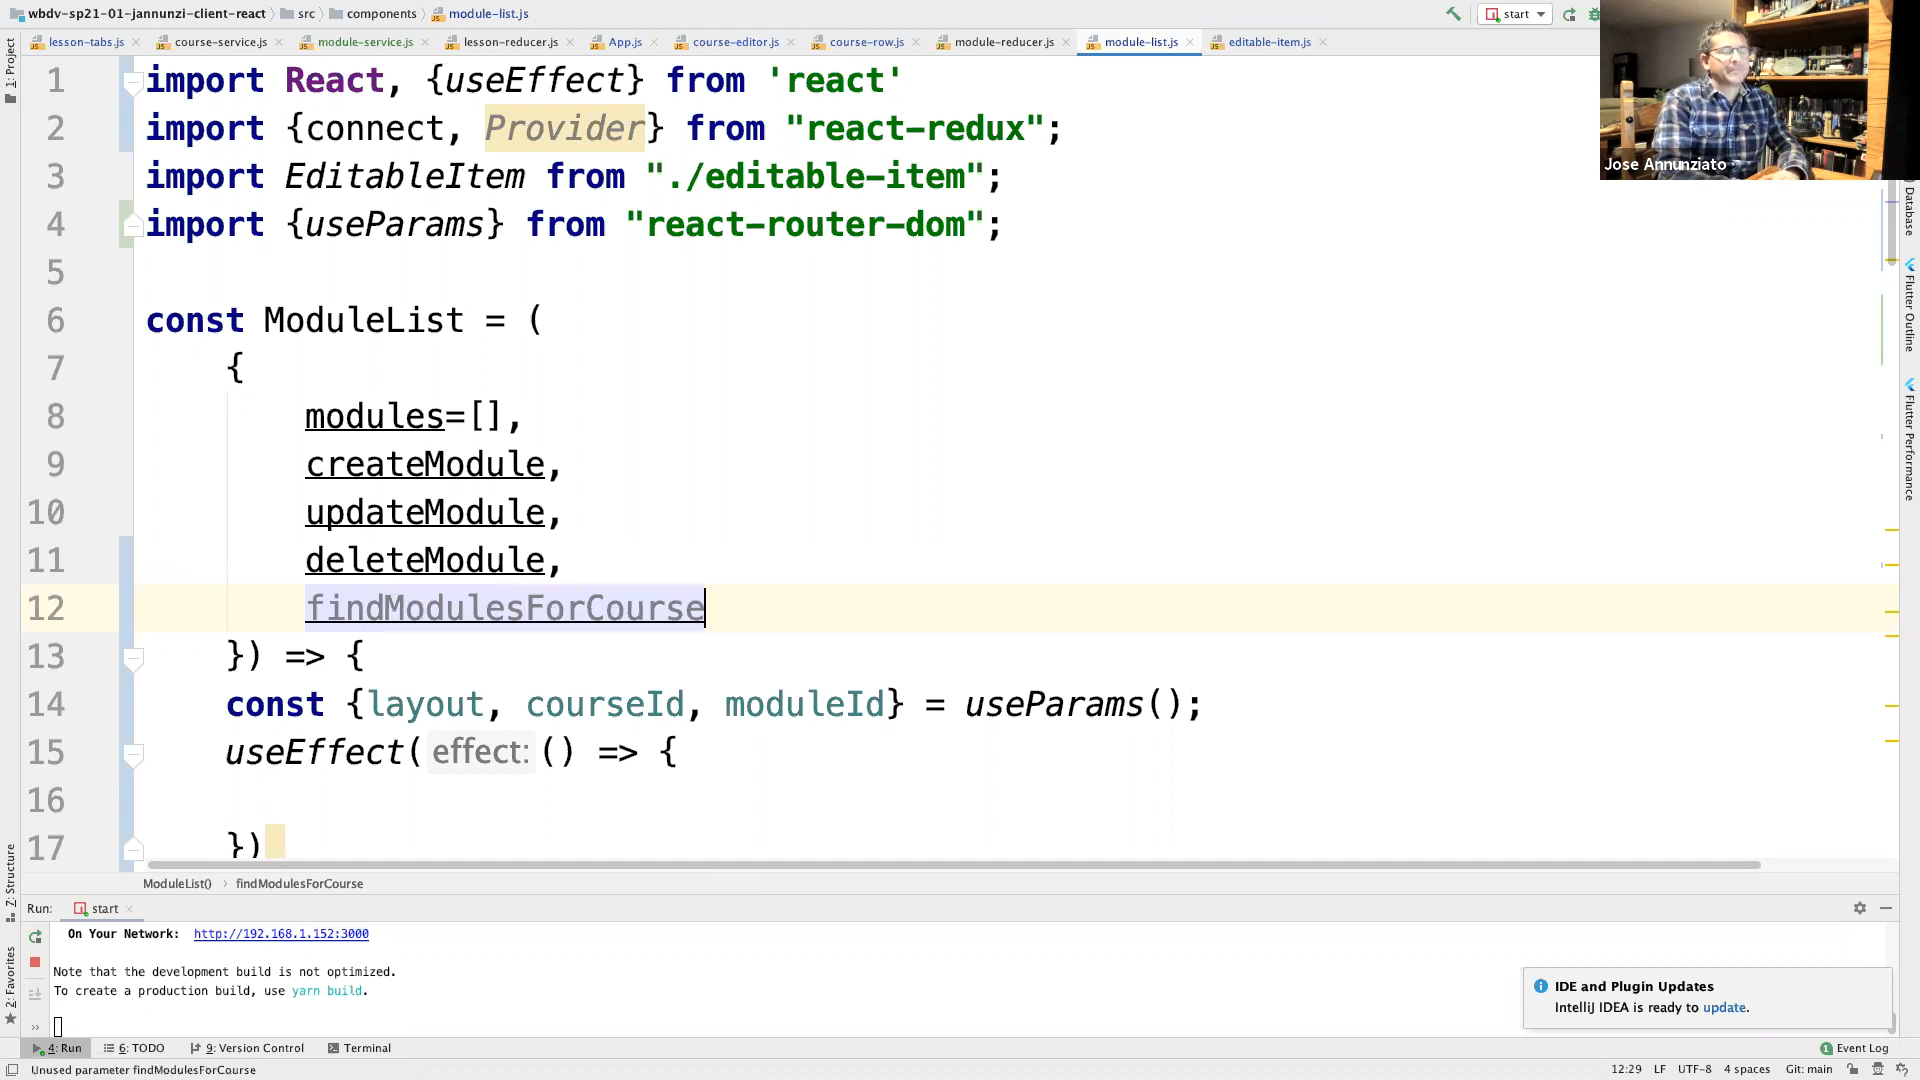 wbdv-sp21-01-jannunzi-client-react src components module-list.js start
1: Project
lesson-tabs.js course-service.js module-service.js lesson-reducer.js App.js course-editor.js course-row.js module-reducer.js module-list.js editable-item.js
1 import React, {useEffect} from 'react'
2 import {connect, Provider} from "react-redux";
3 import EditableItem from "./editable-item";
4 import {useParams} from "react-router-dom";
5
6 const ModuleList = (
7 {
8 modules=[],
9 createModule,
10 updateModule,
11 deleteModule,
12 findModulesForCourse
13 }) => {
14 const {layout, courseId, moduleId} = useParams();
15 useEffect( effect: () => {
16
17 })
Jose Annunziato
Database
Flutter Outline
Flutter Performance
ModuleList() findModulesForCourse
Z: Structure
2: Favorites
Run: start
On Your Network: http://192.168.1.152:3000
Note that the development build is not optimized.
To create a production build, use yarn build.
IDE and Plugin Updates
IntelliJ IDEA is ready to update.
4: Run 6: TODO 9: Version Control Terminal 1 Event Log
Unused parameter findModulesForCourse 12:29 LF UTF-8 4 spaces Git: main